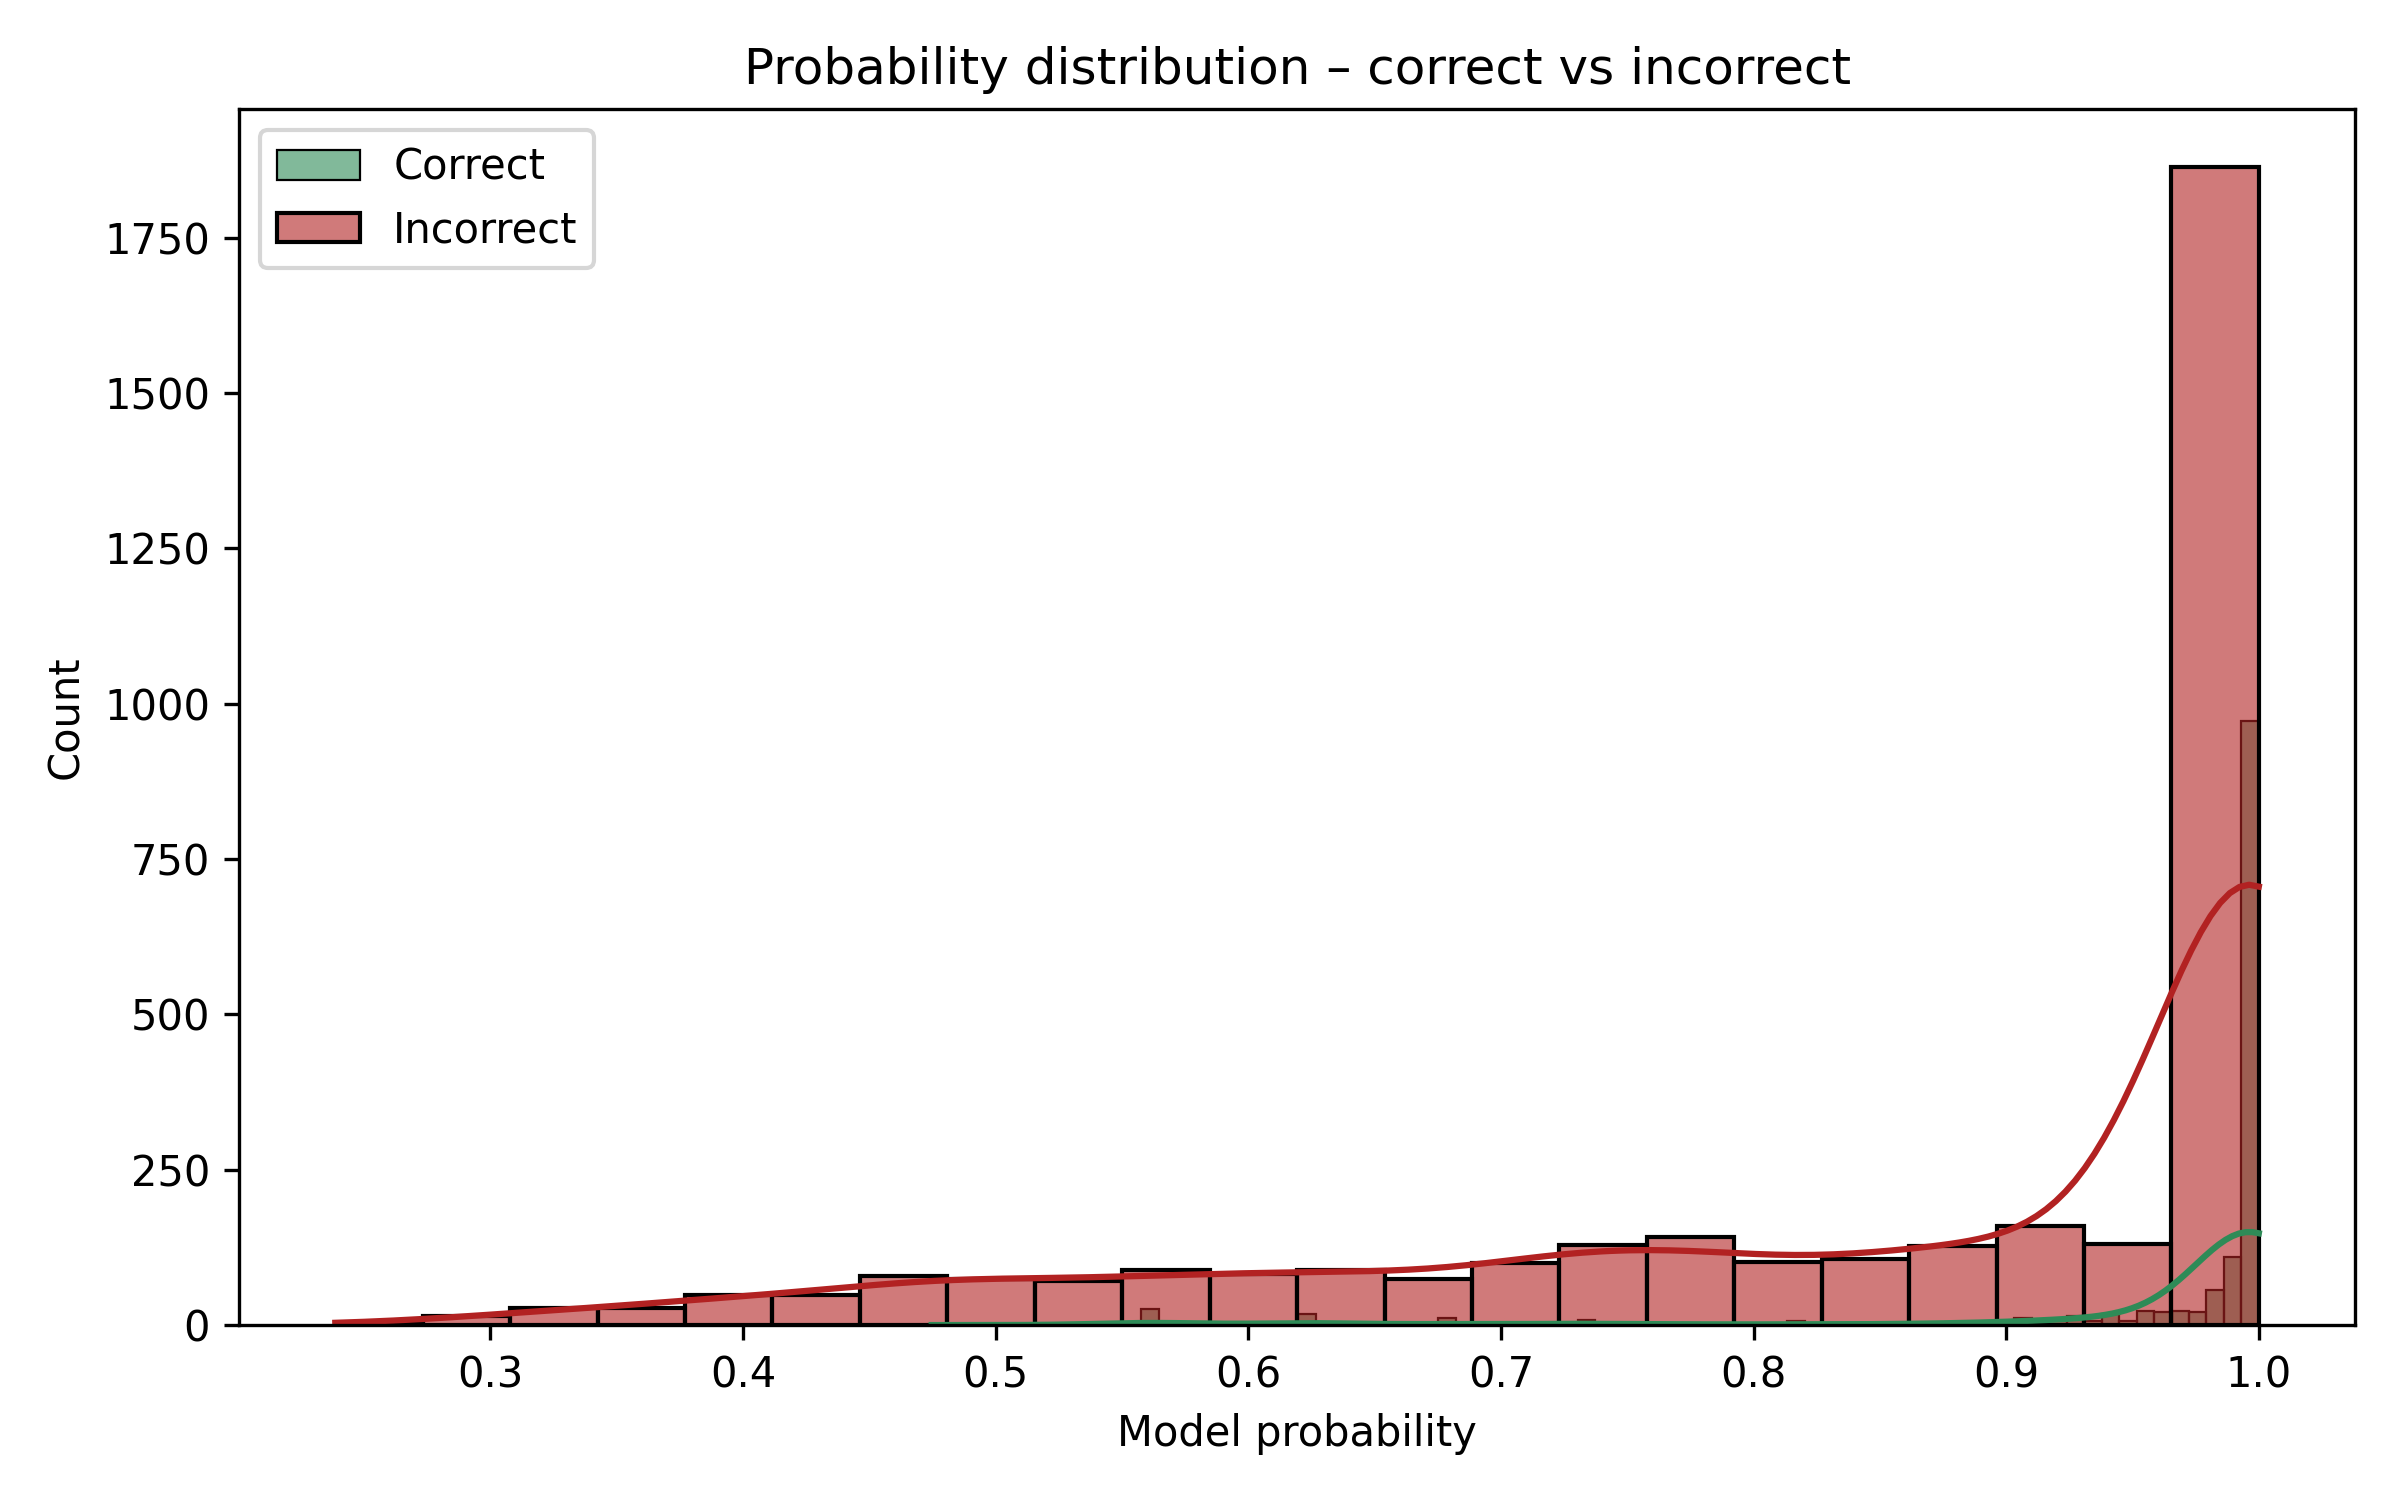 Probability distribution – correct vs incorrect
Correct
Incorrect
1750
1500
1250
1000
750
500
250
0
Count
0.3 0.4 0.5 0.6 0.7 0.8 0.9 1.0
Model probability